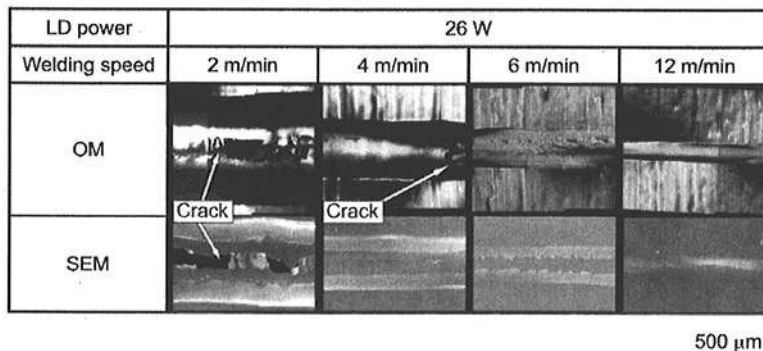 LD power 26 W
Welding speed 2 m/min 4 m/min 6 m/min 12 m/min
OM
Crack Crack
SEM
500 μm